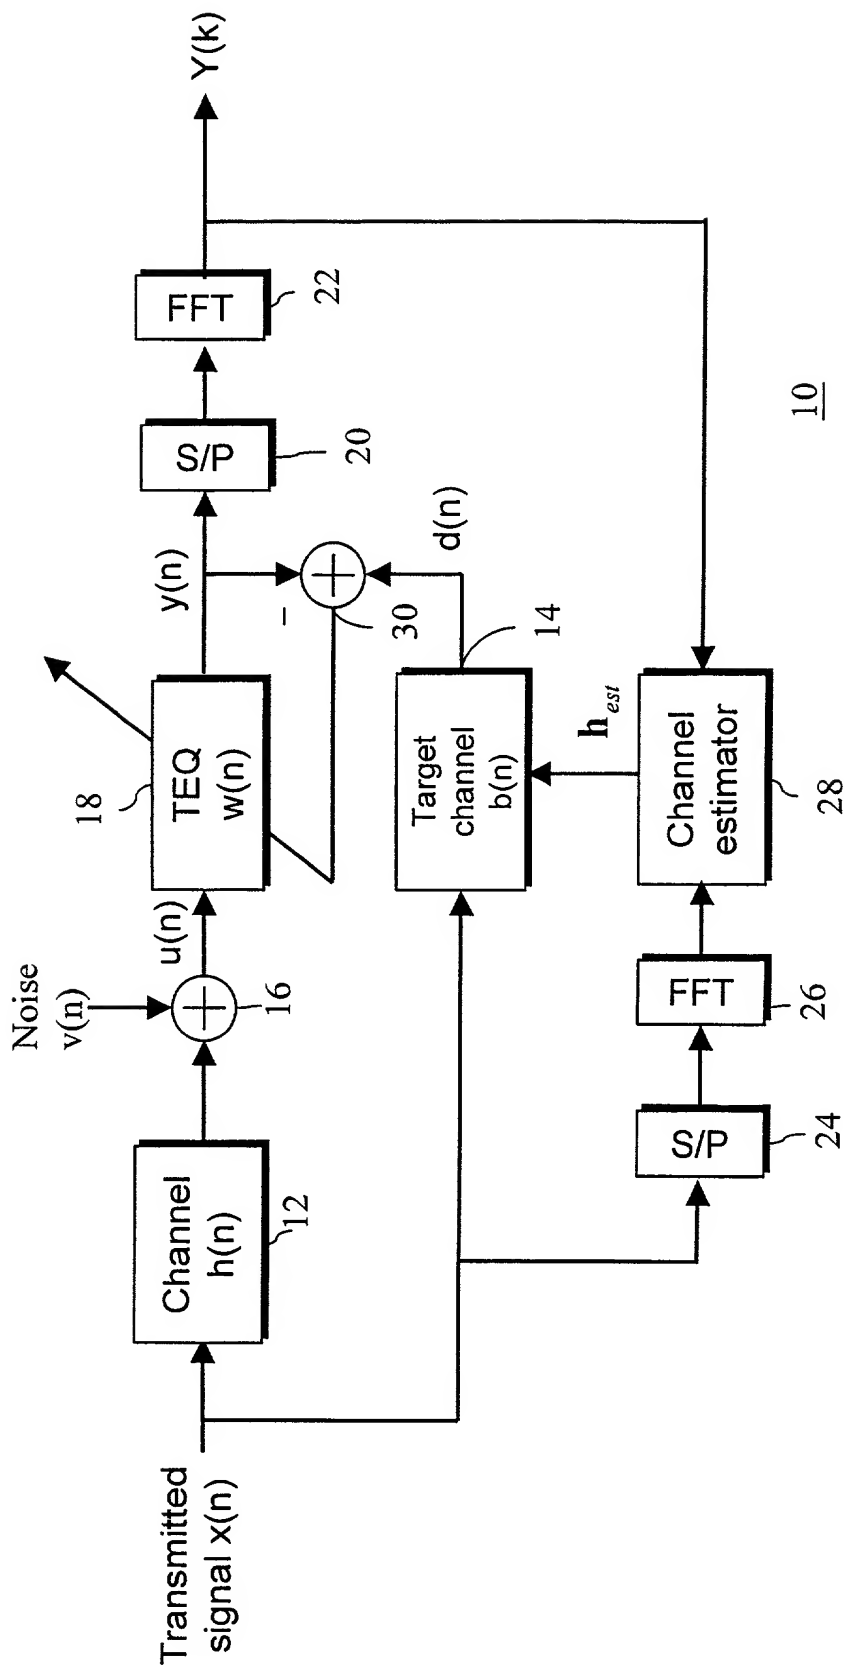 Transmitted
signal x(n)
Channel
h(n)
12
Noise
v(n)
16
u(n)
18
TEQ
w(n)
y(n)
S/P
20
FFT
22
Y(k)
–
30
d(n)
Target
channel
b(n)
14
h est
S/P
24
FFT
26
Channel
estimator
28
10